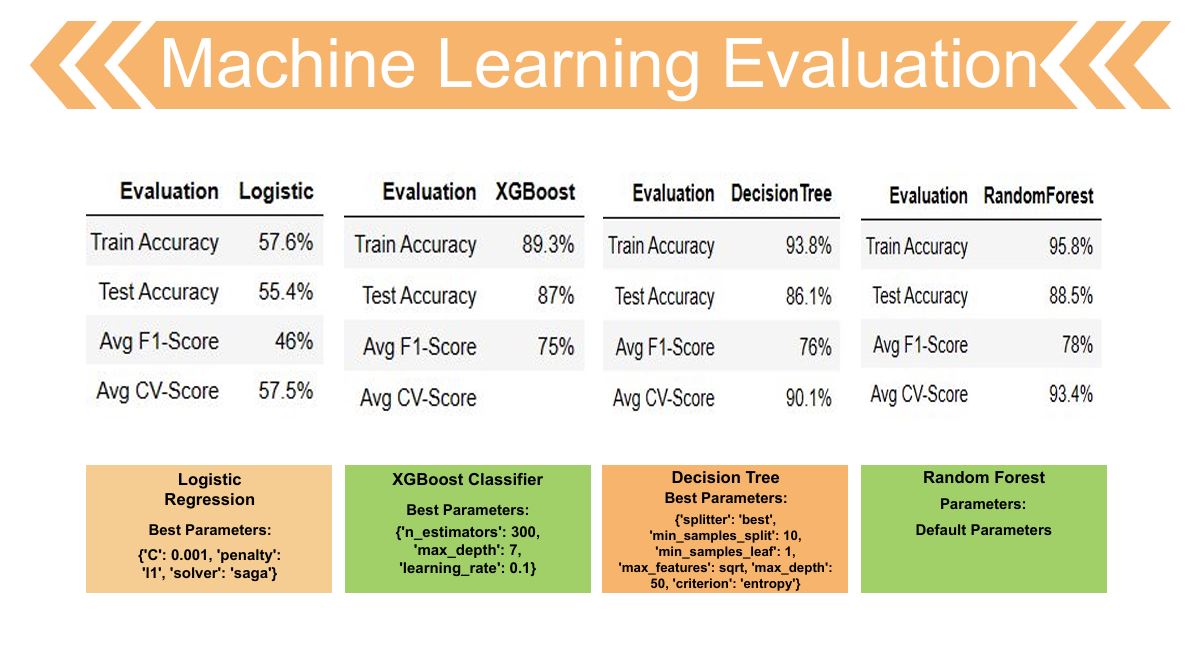 Machine Learning Evaluation
Evaluation Logistic
Train Accuracy 57.6%
Test Accuracy 55.4%
Avg F1-Score 46%
Avg CV-Score 57.5%
Evaluation XGBoost
Train Accuracy 89.3%
Test Accuracy 87%
Avg F1-Score 75%
Avg CV-Score
Evaluation DecisionTree
Train Accuracy 93.8%
Test Accuracy 86.1%
Avg F1-Score 76%
Avg CV-Score 90.1%
Evaluation RandomForest
Train Accuracy 95.8%
Test Accuracy 88.5%
Avg F1-Score 78%
Avg CV-Score 93.4%
Logistic
Regression
Best Parameters:
{'C': 0.001, 'penalty':
'l1', 'solver': 'saga'}
XGBoost Classifier
Best Parameters:
{'n_estimators': 300,
'max_depth': 7,
'learning_rate': 0.1}
Decision Tree
Best Parameters:
{'splitter': 'best',
'min_samples_split': 10,
'min_samples_leaf': 1,
'max_features': sqrt, 'max_depth':
50, 'criterion': 'entropy'}
Random Forest
Parameters:
Default Parameters